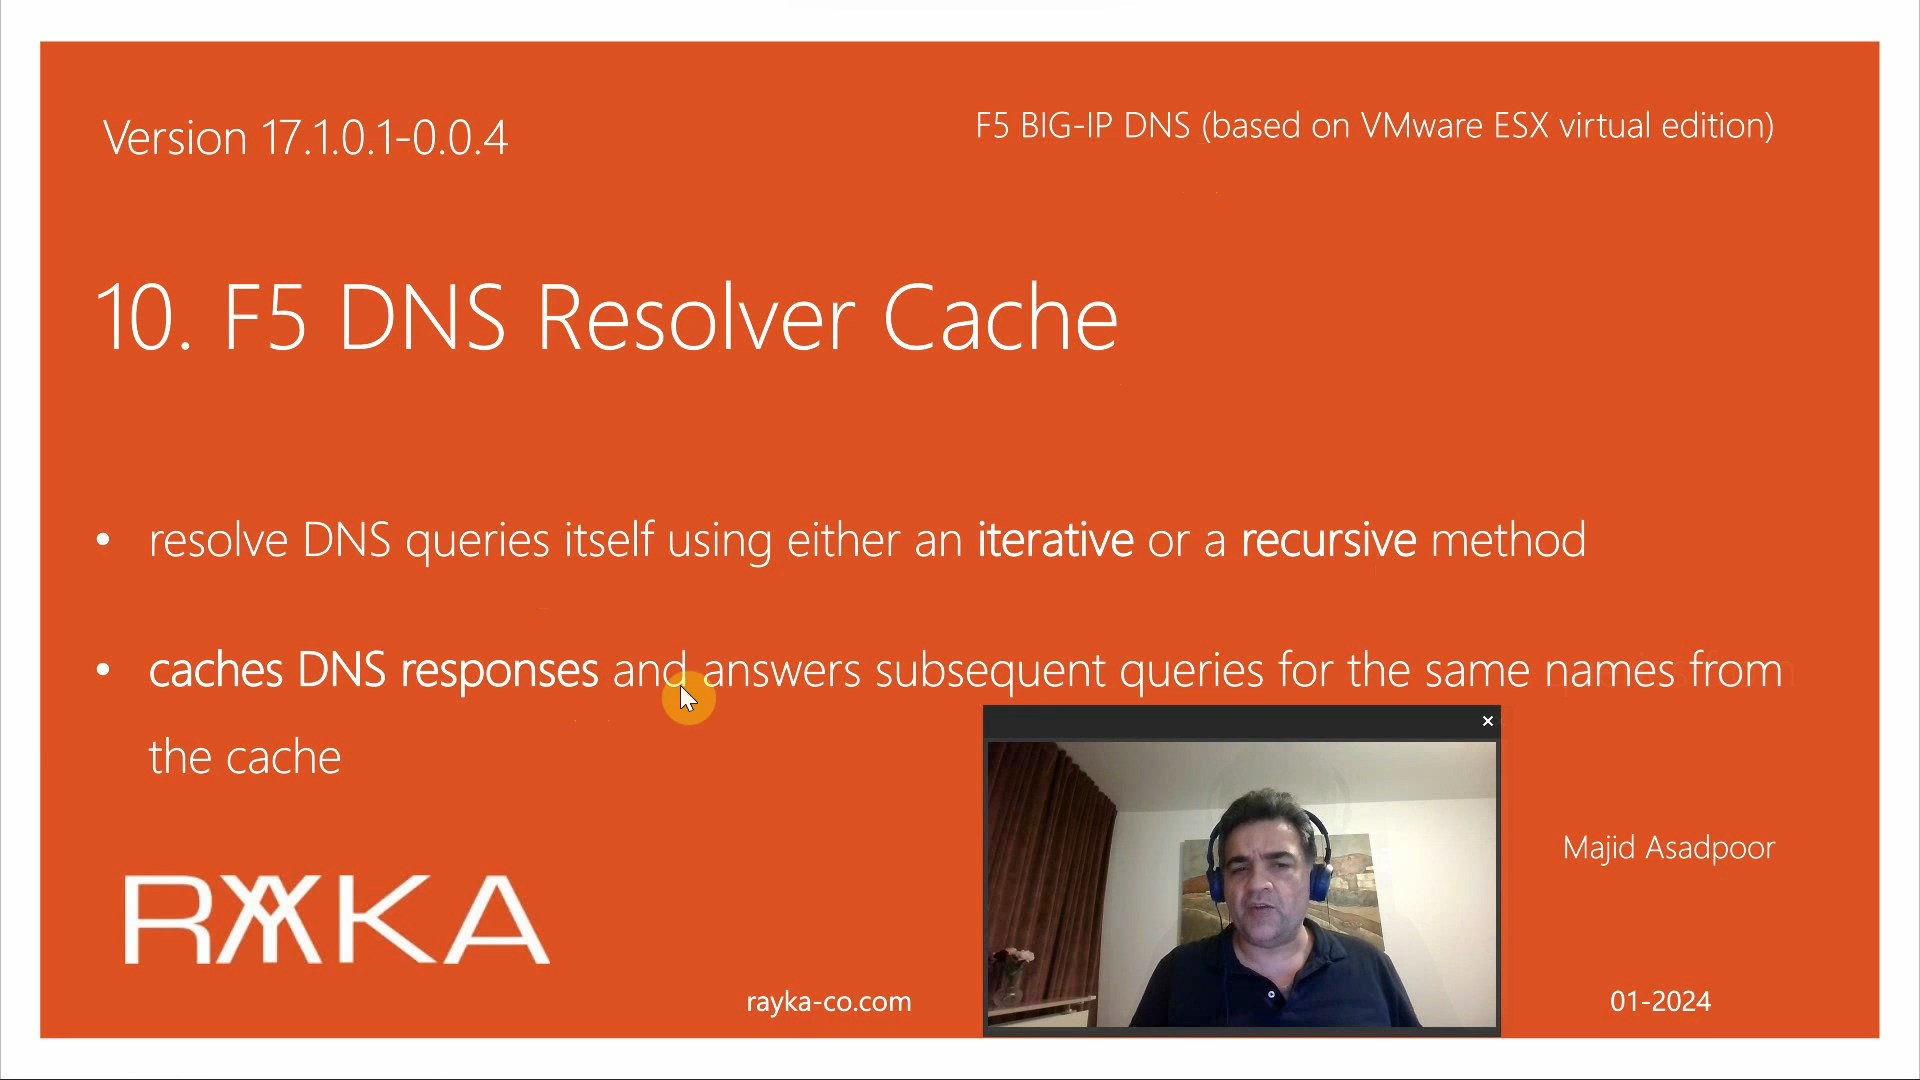 Version 17.1.0.1-0.0.4
F5 BIG-IP DNS (based on VMware ESX virtual edition)
10. F5 DNS Resolver Cache
• resolve DNS queries itself using either an iterative or a recursive method
• caches DNS responses and answers subsequent queries for the same names from
the cache
Majid Asadpoor
RAYKA
rayka-co.com
01-2024